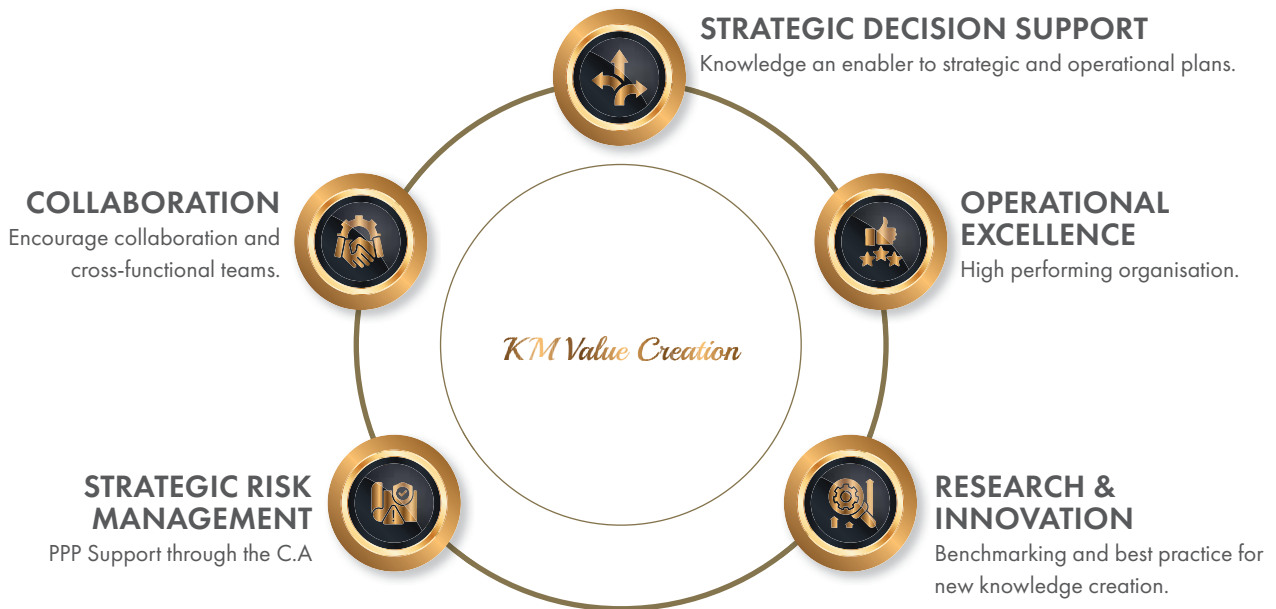 STRATEGIC DECISION SUPPORT
Knowledge an enabler to strategic and operational plans.
COLLABORATION
Encourage collaboration and
cross-functional teams.
OPERATIONAL
EXCELLENCE
High performing organisation.
KM Value Creation
STRATEGIC RISK
MANAGEMENT
PPP Support through the C.A
RESEARCH &
INNOVATION
Benchmarking and best practice for
new knowledge creation.